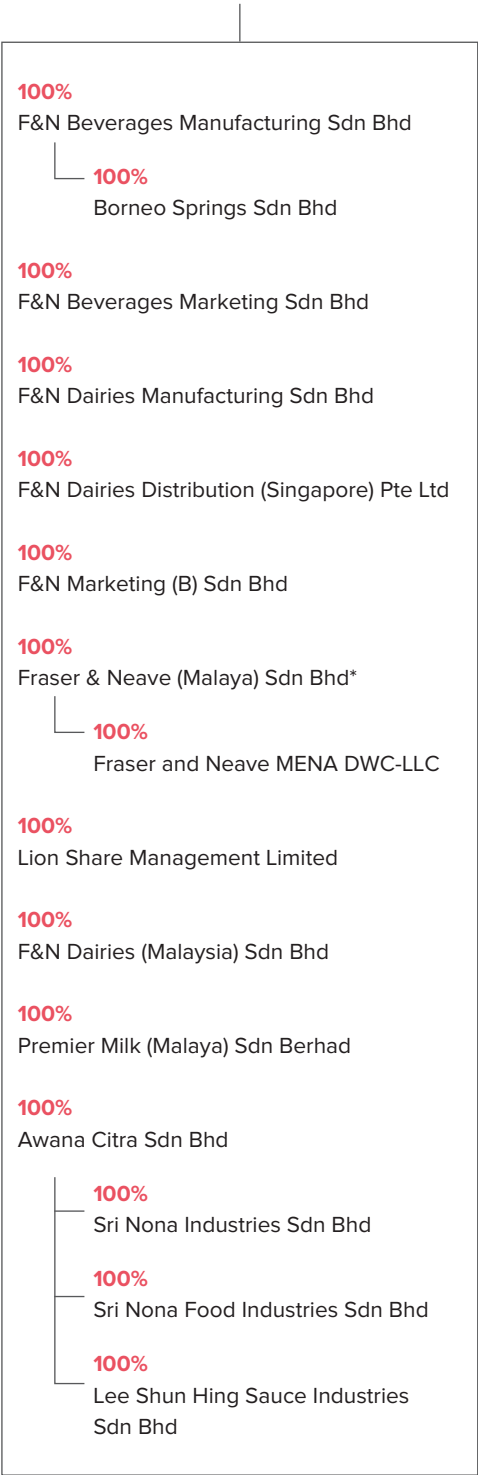 100%
F&N Beverages Manufacturing Sdn Bhd
100%
Borneo Springs Sdn Bhd
100%
F&N Beverages Marketing Sdn Bhd
100%
F&N Dairies Manufacturing Sdn Bhd
100%
F&N Dairies Distribution (Singapore) Pte Ltd
100%
F&N Marketing (B) Sdn Bhd
100%
Fraser & Neave (Malaya) Sdn Bhd*
100%
Fraser and Neave MENA DWC-LLC
100%
Lion Share Management Limited
100%
F&N Dairies (Malaysia) Sdn Bhd
100%
Premier Milk (Malaya) Sdn Berhad
100%
Awana Citra Sdn Bhd
100%
Sri Nona Industries Sdn Bhd
100%
Sri Nona Food Industries Sdn Bhd
100%
Lee Shun Hing Sauce Industries
Sdn Bhd